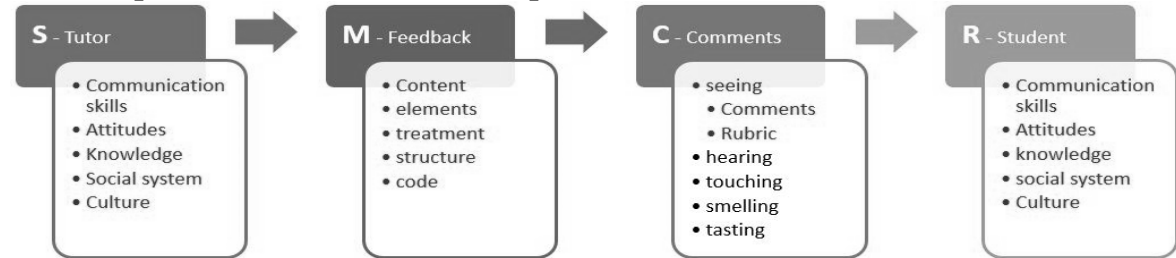 S - Tutor
• Communication
skills
• Attitudes
• Knowledge
• Social system
• Culture
M - Feedback
• Content
• elements
• treatment
• structure
• code
C - Comments
• seeing
• Comments
• Rubric
• hearing
• touching
• smelling
• tasting
R - Student
• Communication
skills
• Attitudes
• knowledge
• social system
• Culture